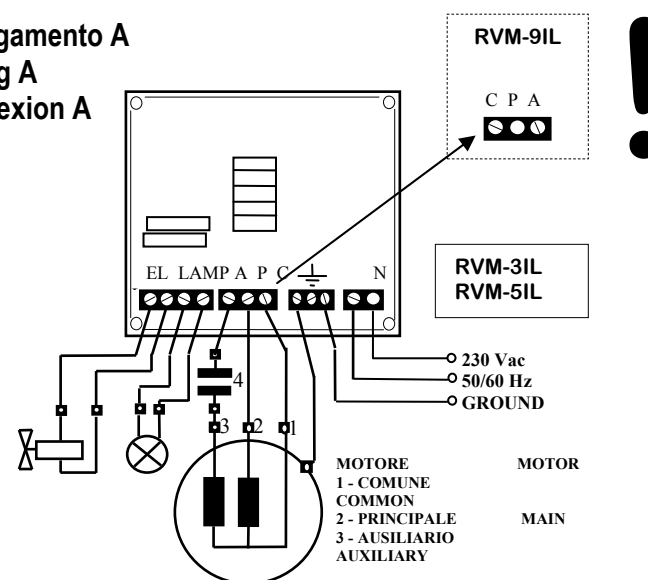 gamento A
g A
exion A
RVM-9IL
C P A
!
EL LAMP A P C N
RVM-3IL
RVM-5IL
230 Vac
50/60 Hz
GROUND
4
3 2 1
MOTORE MOTOR
1 - COMUNE
COMMON
2 - PRINCIPALE MAIN
3 - AUSILIARIO
AUXILIARY